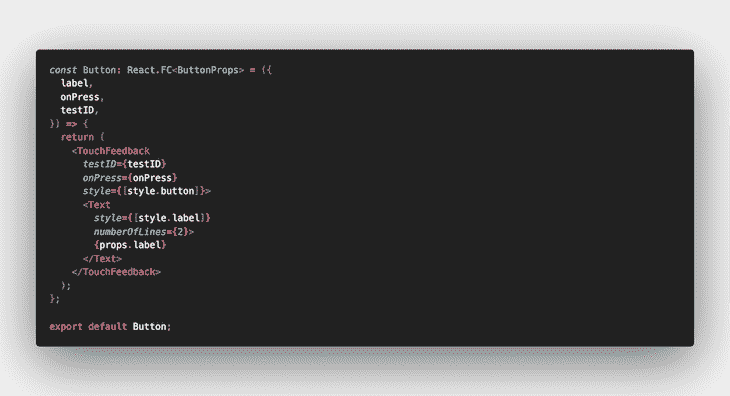 const Button: React.FC<ButtonProps> = ({
  label,
  onPress,
  testID,
}) => {
  return (
    <TouchFeedback
      testID={testID}
      onPress={onPress}
      style={[style.button]}>
      <Text
        style={[style.label]}
        numberOfLines={2}>
        {props.label}
      </Text>
    </TouchFeedback>
  );
};

export default Button;